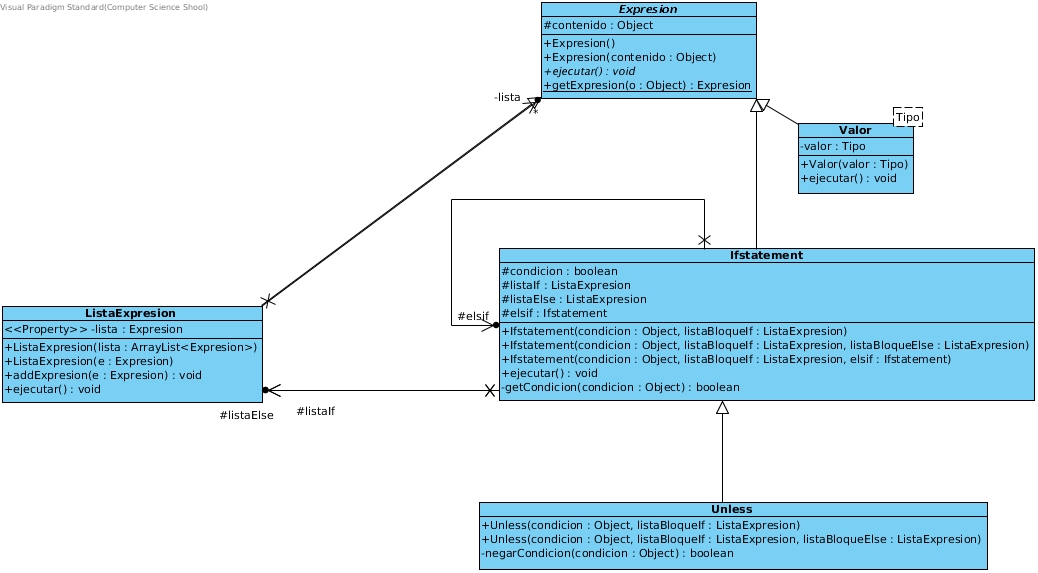 Visual Paradigm Standard(Computer Science Shool)
Expresion
#contenido : Object
+Expresion()
+Expresion(contenido : Object)
+ejecutar() : void
+getExpresion(o : Object) : Expresion
-lista
*
Tipo
Valor
-valor : Tipo
+Valor(valor : Tipo)
+ejecutar() : void
Ifstatement
#condicion : boolean
#listaIf : ListaExpresion
#listaElse : ListaExpresion
#elsif : Ifstatement
+Ifstatement(condicion : Object, listaBloqueIf : ListaExpresion)
+Ifstatement(condicion : Object, listaBloqueIf : ListaExpresion, listaBloqueElse : ListaExpresion)
+Ifstatement(condicion : Object, listaBloqueIf : ListaExpresion, elsif : Ifstatement)
+ejecutar() : void
-getCondicion(condicion : Object) : boolean
#elsif
ListaExpresion
<<Property>> -lista : Expresion
+ListaExpresion(lista : ArrayList<Expresion>)
+ListaExpresion(e : Expresion)
+addExpresion(e : Expresion) : void
+ejecutar() : void
#listaElse
#listaIf
Unless
+Unless(condicion : Object, listaBloqueIf : ListaExpresion)
+Unless(condicion : Object, listaBloqueIf : ListaExpresion, listaBloqueElse : ListaExpresion)
-negarCondicion(condicion : Object) : boolean